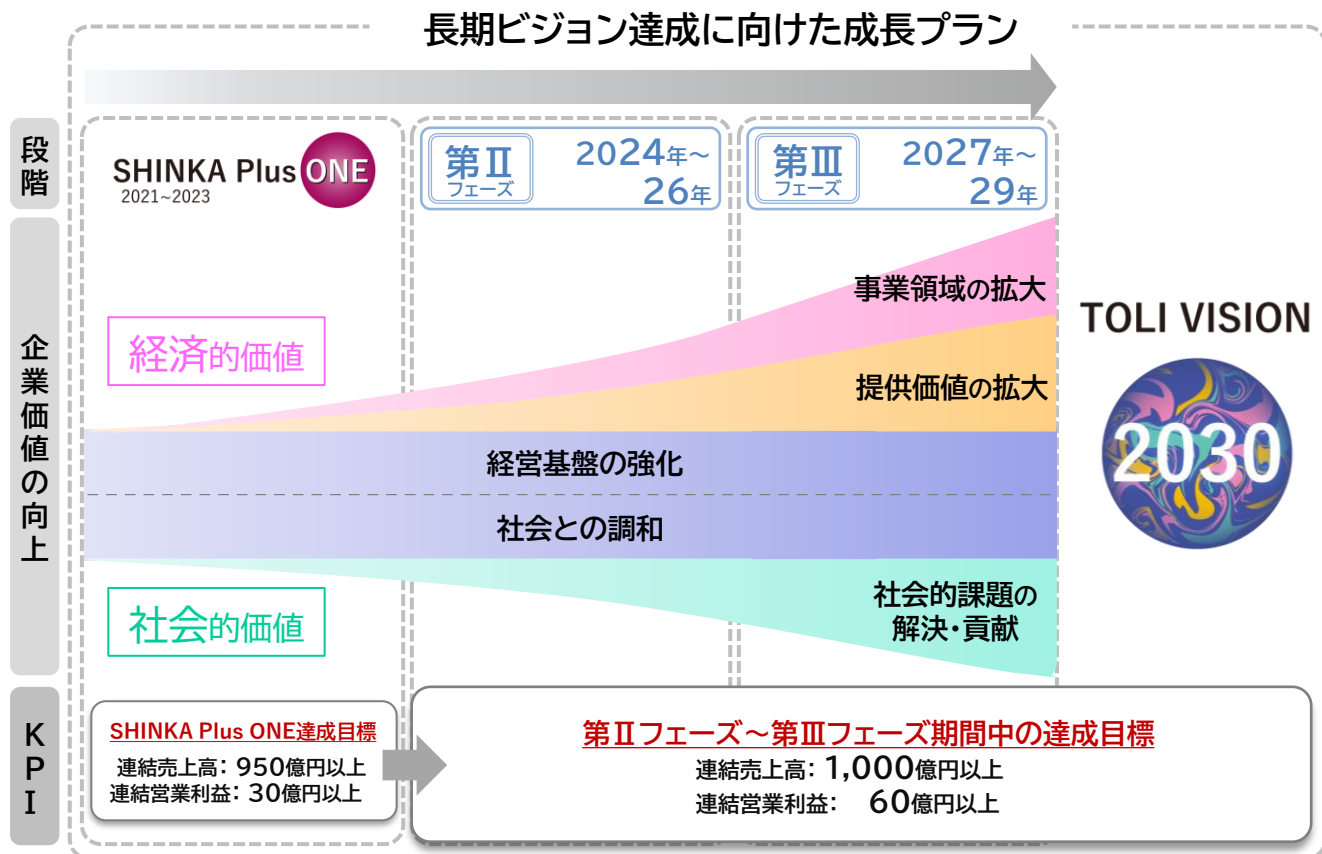 長期ビジョン達成に向けた成長プラン
段階
SHINKA Plus ONE
2021~2023
第Ⅱ
フェーズ
2024年～
26年
第Ⅲ
フェーズ
2027年～
29年
企業価値の向上
経済的価値
事業領域の拡大
提供価値の拡大
経営基盤の強化
社会との調和
社会的価値
社会的課題の
解決・貢献
TOLI VISION
2030
KPI
SHINKA Plus ONE達成目標
連結売上高： 950億円以上
連結営業利益： 30億円以上
第Ⅱフェーズ～第Ⅲフェーズ期間中の達成目標
連結売上高： 1,000億円以上
連結営業利益： 60億円以上